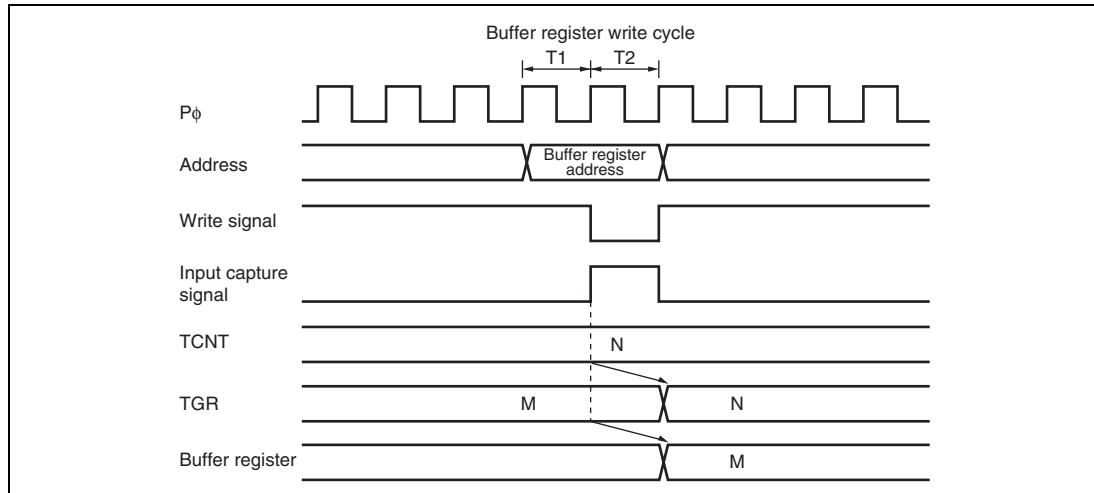 Buffer register write cycle
T1 T2
Pϕ
Address
Buffer register
address
Write signal
Input capture
signal
TCNT
N
TGR
M
N
Buffer register
M